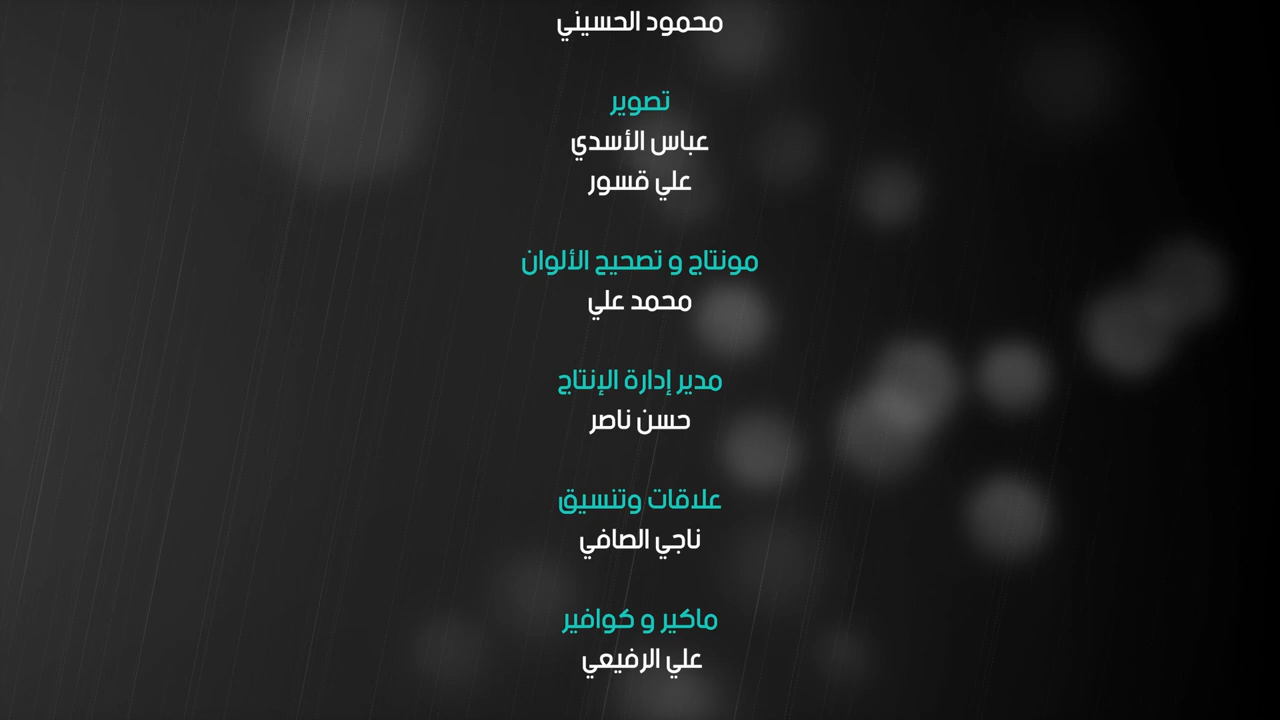 محمود الحسيني
تصوير
عباس الأسدي
علي قسور
مونتاج و تصحيح الألوان
محمد علي
مدير إدارة الإنتاج
حسن ناصر
علاقات وتنسيق
ناجي الصافي
ماكير و كوافير
علي الرفيعي